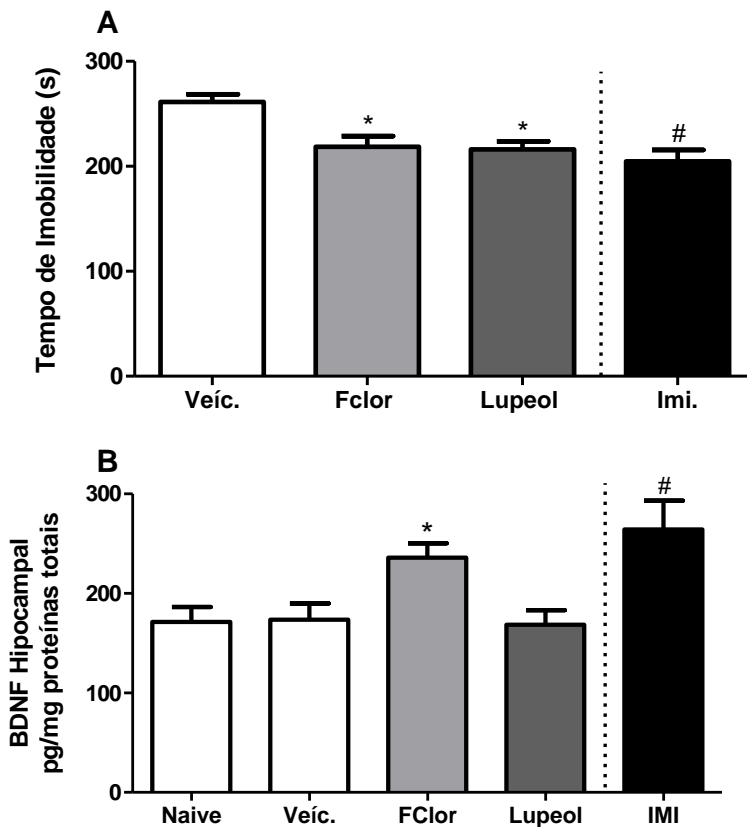 A
Tempo de Imobilidade (s)
300
200
100
0
*
*
#
Veíc.
Fclor
Lupeol
Imi.
B
BDNF Hipocampal
pg/mg proteínas totais
300
200
100
0
*
#
Naive
Veíc.
FClor
Lupeol
IMI